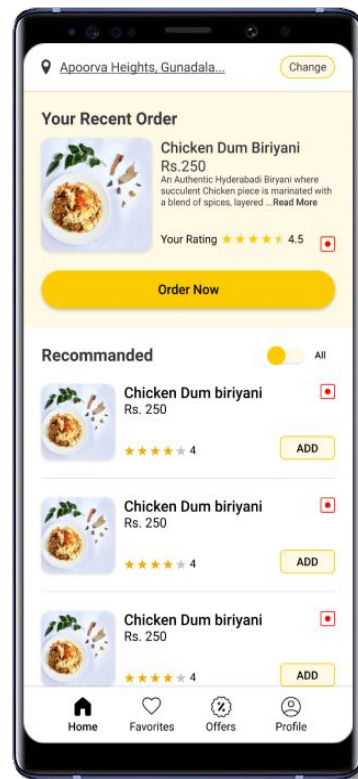 Apoorva Heights, Gunadala...
Change
Your Recent Order
Chicken Dum Biriyani
Rs.250
An Authentic Hyderabadi Biryani where
succulent Chicken piece is marinated with
a blend of spices, layered ...Read More
Your Rating 4.5
Order Now
Recommanded
All
Chicken Dum biriyani
Rs. 250
4
ADD
Chicken Dum biriyani
Rs. 250
4
ADD
Chicken Dum biriyani
Rs. 250
4
ADD
Home
Favorites
Offers
Profile